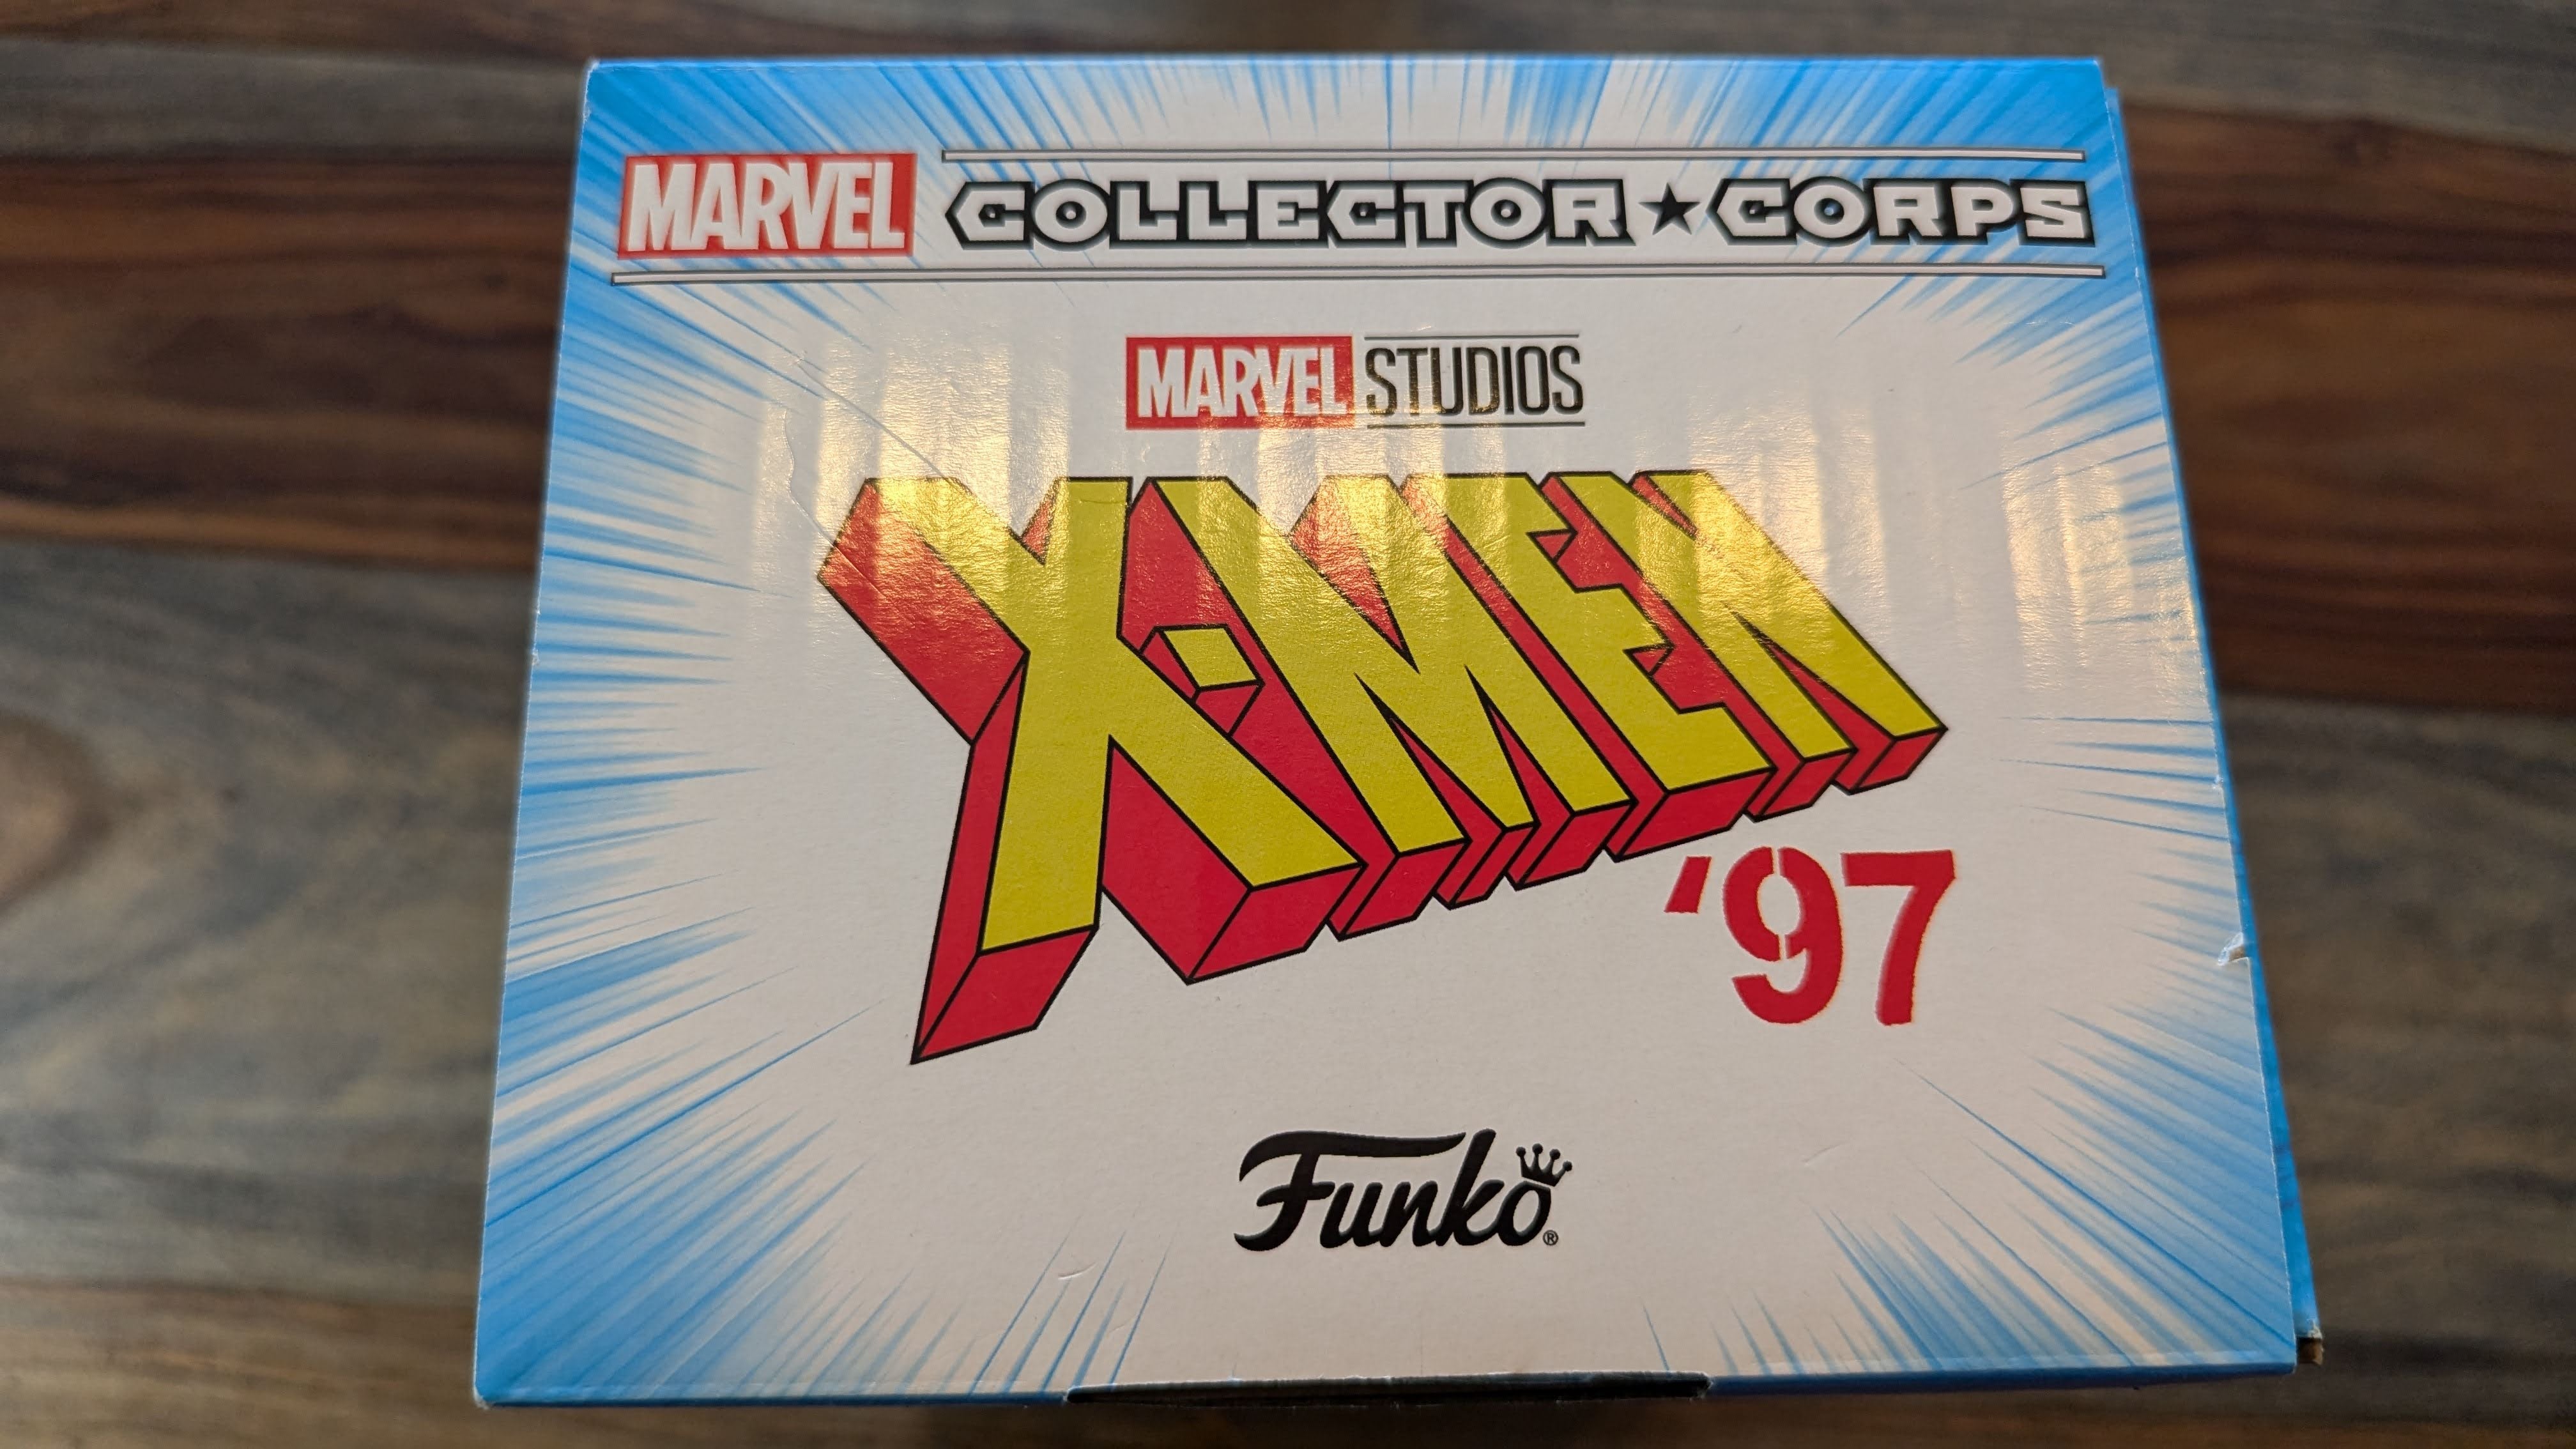 MARVEL COLLECTOR★CORPS
MARVEL STUDIOS
X-MEN
'97
Funko®